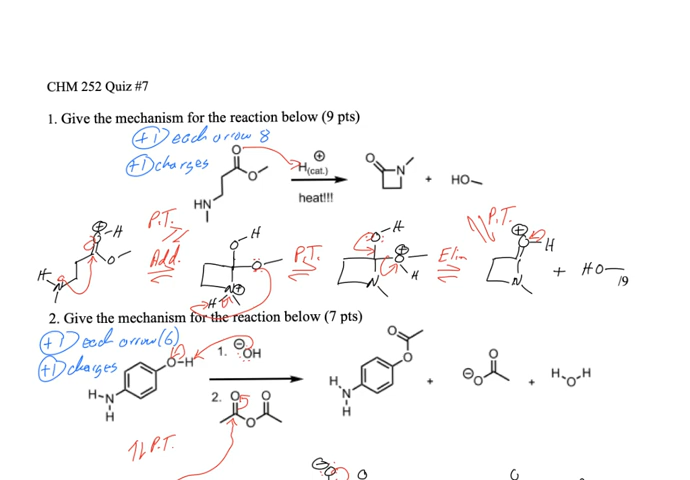 CHM 252 Quiz #7
1. Give the mechanism for the reaction below (9 pts)
+1 each arrow 8
+1 charges
O
H (cat.)
O
HN
heat!!!
O
N
+ HO
P.T.
Add.
P.T.
Elim
P.T.
+ HO
19
2. Give the mechanism for the reaction below (7 pts)
+1 each arrow (6)
+1 charges
O-H
1. OH
H
N
H
2. O O
O
O
O
H
N
H
+ O
O
+ H O H
P.T.